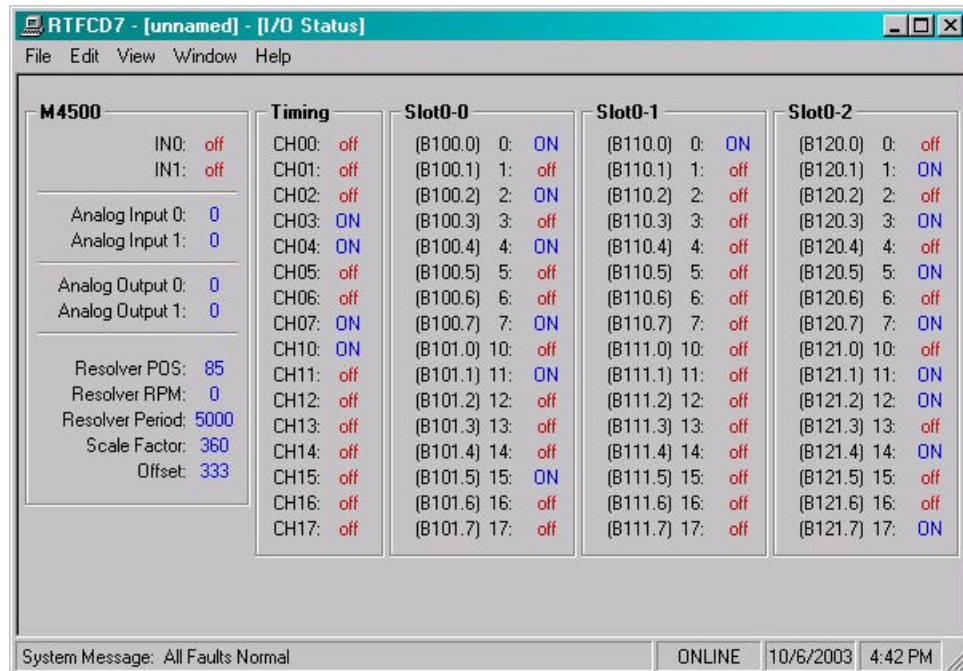 RTFCD7 - [unnamed] - [I/O Status]
File Edit View Window Help
M4500
IN0: off
IN1: off
Analog Input 0: 0
Analog Input 1: 0
Analog Output 0: 0
Analog Output 1: 0
Resolver POS: 85
Resolver RPM: 0
Resolver Period: 5000
Scale Factor: 360
Offset: 333
Timing
CH00: off
CH01: off
CH02: off
CH03: ON
CH04: ON
CH05: off
CH06: off
CH07: ON
CH10: ON
CH11: off
CH12: off
CH13: off
CH14: off
CH15: off
CH16: off
CH17: off
Slot0-0
(B100.0) 0: ON
(B100.1) 1: off
(B100.2) 2: ON
(B100.3) 3: off
(B100.4) 4: ON
(B100.5) 5: off
(B100.6) 6: off
(B100.7) 7: ON
(B101.0) 10: off
(B101.1) 11: ON
(B101.2) 12: off
(B101.3) 13: off
(B101.4) 14: off
(B101.5) 15: ON
(B101.6) 16: off
(B101.7) 17: off
Slot0-1
(B110.0) 0: ON
(B110.1) 1: off
(B110.2) 2: off
(B110.3) 3: off
(B110.4) 4: off
(B110.5) 5: off
(B110.6) 6: off
(B110.7) 7: off
(B111.0) 10: off
(B111.1) 11: off
(B111.2) 12: off
(B111.3) 13: off
(B111.4) 14: off
(B111.5) 15: off
(B111.6) 16: off
(B111.7) 17: off
Slot0-2
(B120.0) 0: off
(B120.1) 1: ON
(B120.2) 2: off
(B120.3) 3: ON
(B120.4) 4: off
(B120.5) 5: ON
(B120.6) 6: off
(B120.7) 7: ON
(B121.0) 10: off
(B121.1) 11: ON
(B121.2) 12: ON
(B121.3) 13: off
(B121.4) 14: ON
(B121.5) 15: off
(B121.6) 16: off
(B121.7) 17: ON
System Message: All Faults Normal
ONLINE
10/6/2003
4:42 PM